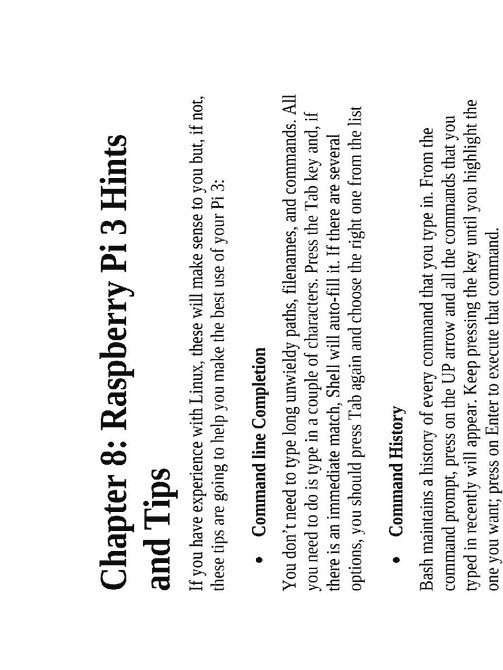 Chapter 8: Raspberry Pi 3 Hints
and Tips
If you have experience with Linux, these will make sense to you but, if not,
these tips are going to help you make the best use of your Pi 3:
• Command line Completion
You don't need to type long unwieldy paths, filenames, and commands. All
you need to do is type in a couple of characters. Press the Tab key and, if
there is an immediate match, Shell will auto-fill it. If there are several
options, you should press Tab again and choose the right one from the list
• Command History
Bash maintains a history of every command that you type in. From the
command prompt, press on the UP arrow and all the commands that you
typed in recently will appear. Keep pressing the key until you highlight the
one you want; press on Enter to execute that command.